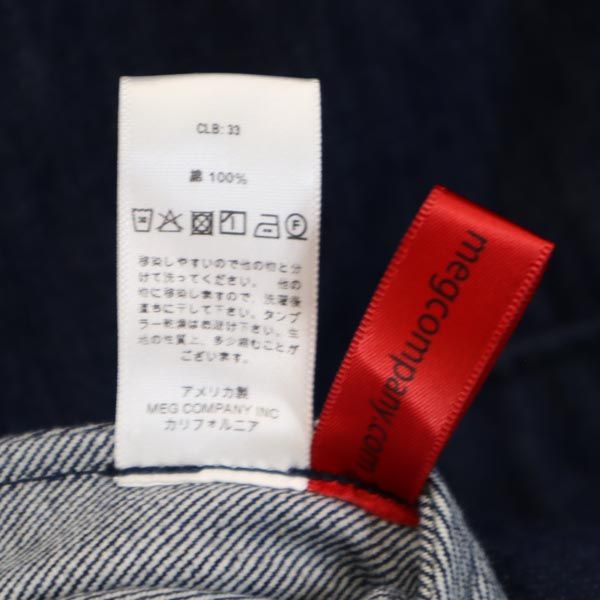 CLB: 33
綿 100%
30
F
移染しやすいので他の物と分
けて洗ってください。 他の
物に移染しますので、洗濯後
直ちに干して下さい。タンブ
ラー乾燥はお避け下さい。生
地の性質上、多少縮むことが
ございます。
アメリカ製
MEG COMPANY INC
カリフォルニア
megcompany.com